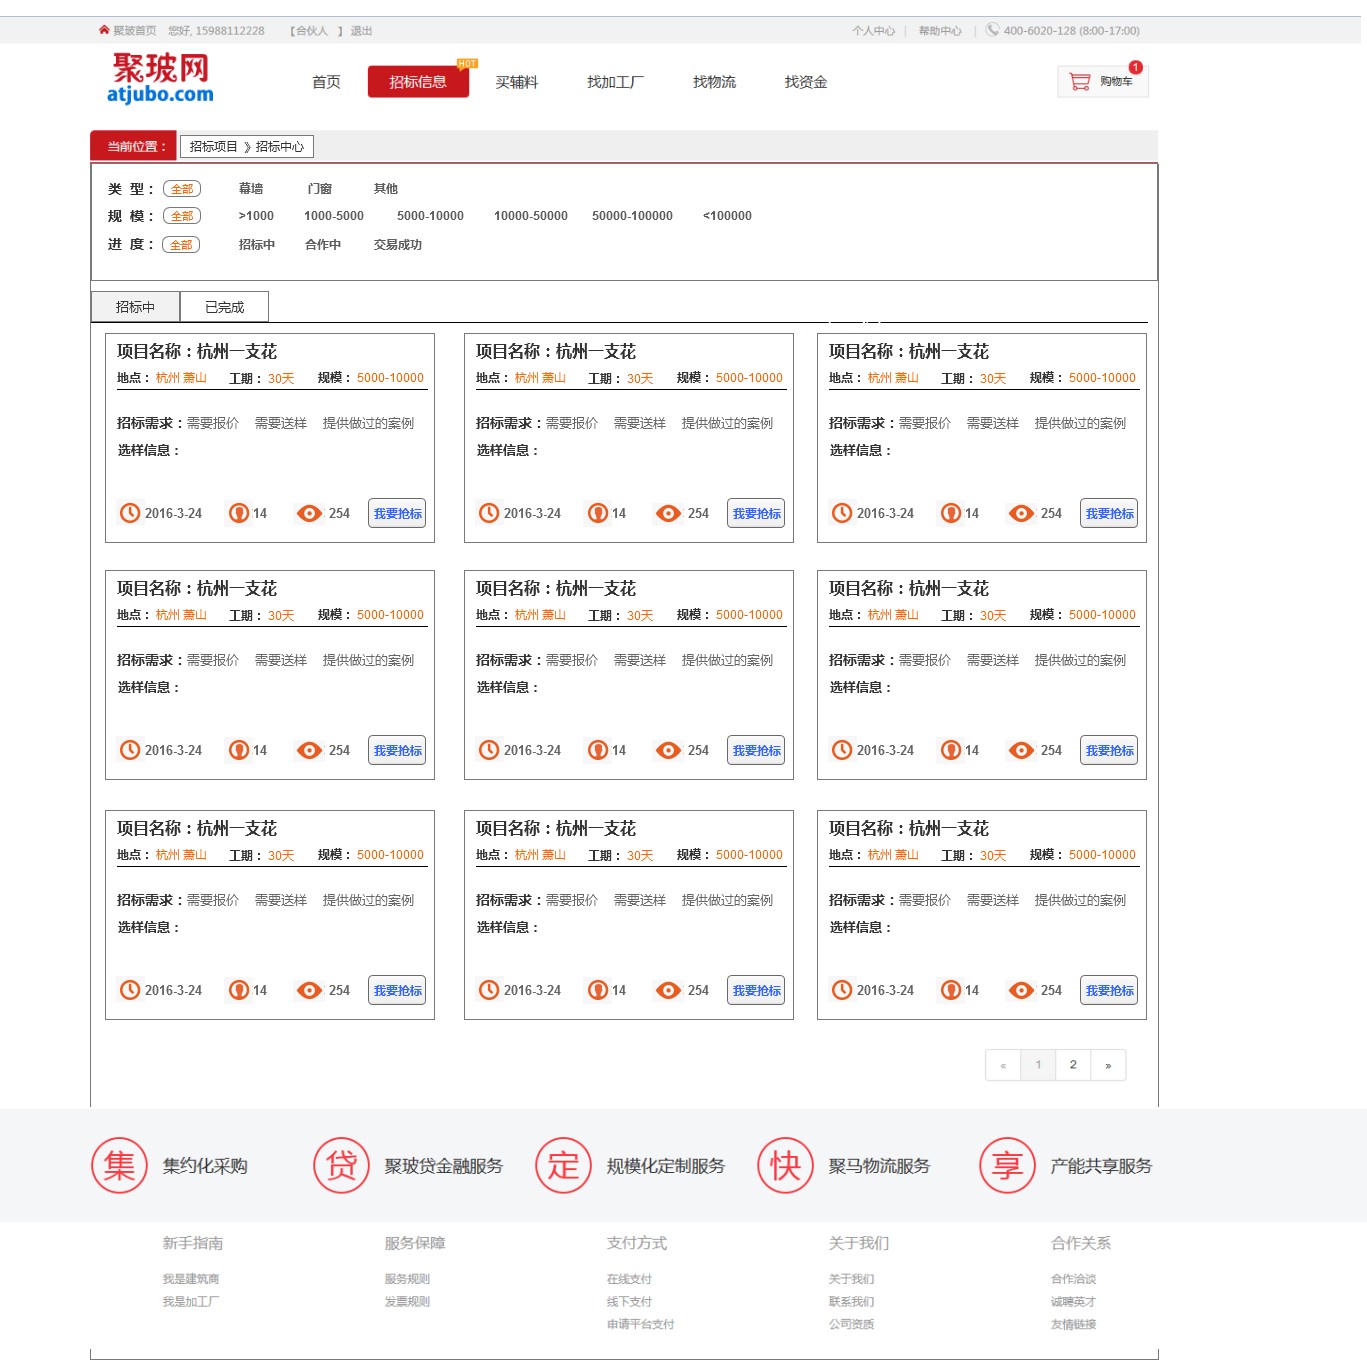 聚玻首页 您好, 15988112228 【合伙人 】 退出 个人中心 | 帮助中心 | 400-6020-128 (8:00-17:00)
聚玻网
atjubo.com
首页 招标信息 HOT 买辅料 找加工厂 找物流 找资金 购物车 1
当前位置： 招标项目 》招标中心
类 型： 全部 幕墙 门窗 其他
规 模： 全部 >1000 1000-5000 5000-10000 10000-50000 50000-100000 <100000
进 度： 全部 招标中 合作中 交易成功
招标中 已完成
项目名称：杭州一支花 项目名称：杭州一支花 项目名称：杭州一支花
地点： 杭州 萧山 工期： 30天 规模： 5000-10000 地点： 杭州 萧山 工期： 30天 规模： 5000-10000 地点： 杭州 萧山 工期： 30天 规模： 5000-10000
招标需求：需要报价 需要送样 提供做过的案例 招标需求：需要报价 需要送样 提供做过的案例 招标需求：需要报价 需要送样 提供做过的案例
选样信息： 选样信息： 选样信息：
2016-3-24 14 254 我要抢标 2016-3-24 14 254 我要抢标 2016-3-24 14 254 我要抢标
项目名称：杭州一支花 项目名称：杭州一支花 项目名称：杭州一支花
地点： 杭州 萧山 工期： 30天 规模： 5000-10000 地点： 杭州 萧山 工期： 30天 规模： 5000-10000 地点： 杭州 萧山 工期： 30天 规模： 5000-10000
招标需求：需要报价 需要送样 提供做过的案例 招标需求：需要报价 需要送样 提供做过的案例 招标需求：需要报价 需要送样 提供做过的案例
选样信息： 选样信息： 选样信息：
2016-3-24 14 254 我要抢标 2016-3-24 14 254 我要抢标 2016-3-24 14 254 我要抢标
项目名称：杭州一支花 项目名称：杭州一支花 项目名称：杭州一支花
地点： 杭州 萧山 工期： 30天 规模： 5000-10000 地点： 杭州 萧山 工期： 30天 规模： 5000-10000 地点： 杭州 萧山 工期： 30天 规模： 5000-10000
招标需求：需要报价 需要送样 提供做过的案例 招标需求：需要报价 需要送样 提供做过的案例 招标需求：需要报价 需要送样 提供做过的案例
选样信息： 选样信息： 选样信息：
2016-3-24 14 254 我要抢标 2016-3-24 14 254 我要抢标 2016-3-24 14 254 我要抢标
« 1 2 »
集 集约化采购 贷 聚玻贷金融服务 定 规模化定制服务 快 聚马物流服务 享 产能共享服务
新手指南 服务保障 支付方式 关于我们 合作关系
我是建筑商 服务规则 在线支付 关于我们 合作洽谈
我是加工厂 发票规则 线下支付 联系我们 诚聘英才
申请平台支付 公司资质 友情链接